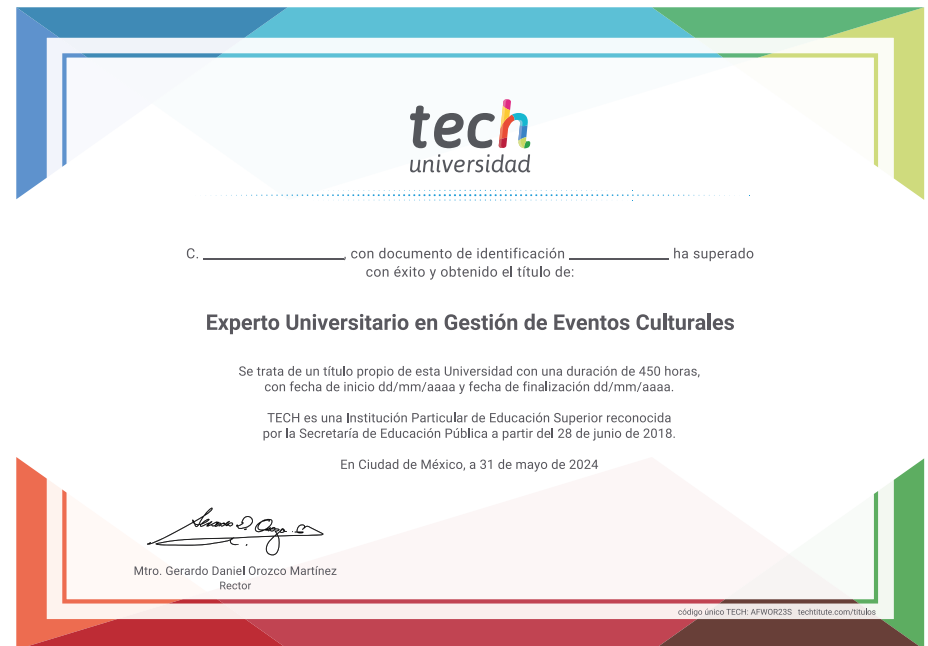 tech
universidad
C. ____________________, con documento de identificación ______________ ha superado
con éxito y obtenido el título de:
Experto Universitario en Gestión de Eventos Culturales
Se trata de un título propio de esta Universidad con una duración de 450 horas,
con fecha de inicio dd/mm/aaaa y fecha de finalización dd/mm/aaaa.
TECH es una Institución Particular de Educación Superior reconocida
por la Secretaría de Educación Pública a partir del 28 de junio de 2018.
En Ciudad de México, a 31 de mayo de 2024
Mtro. Gerardo Daniel Orozco Martínez
Rector
código único TECH: AFWOR23S techtitute.com/titulos